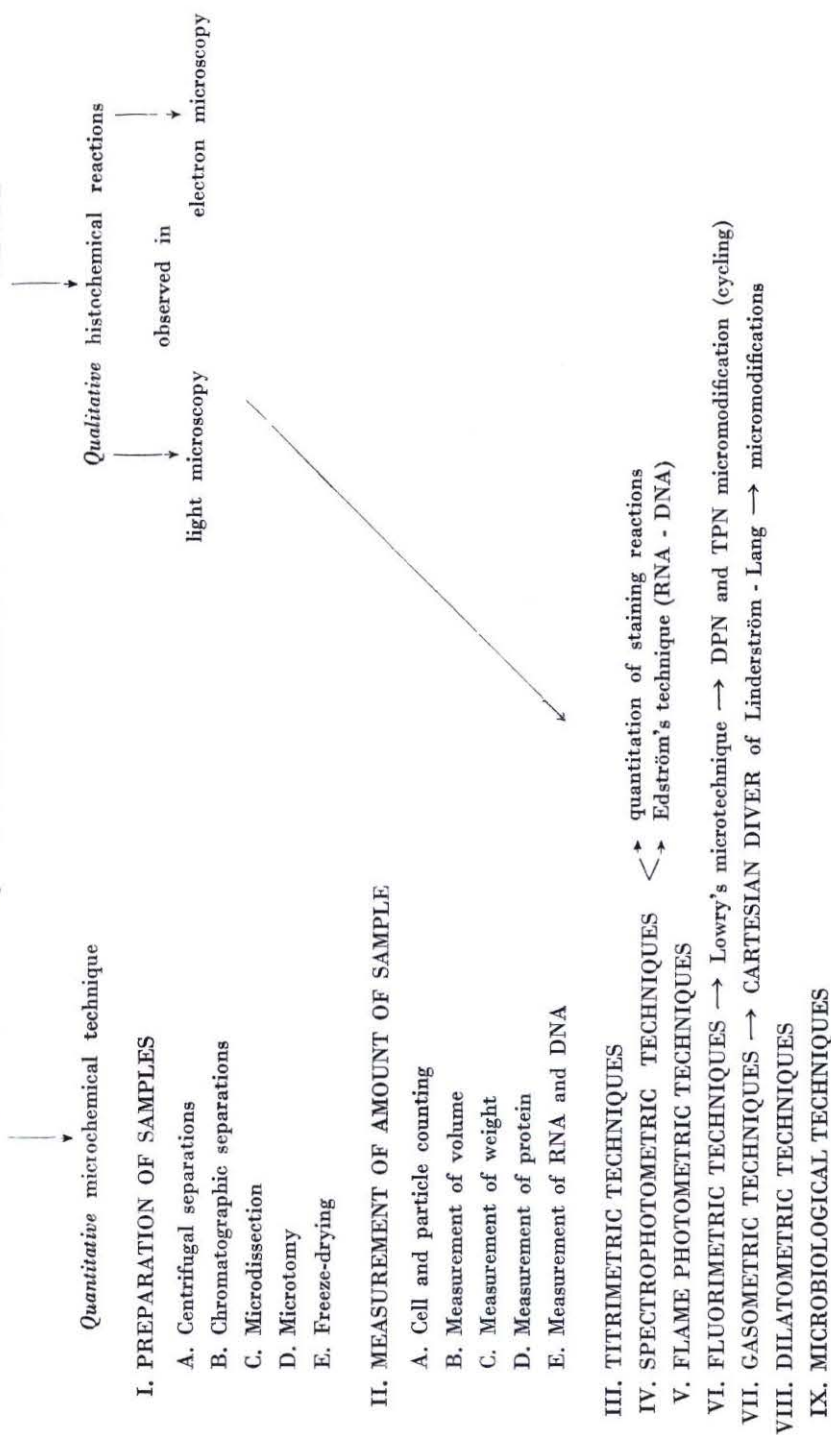 Quantitative microchemical technique
Qualitative histochemical reactions
observed in
light microscopy
electron microscopy
I. PREPARATION OF SAMPLES
A. Centrifugal separations
B. Chromatographic separations
C. Microdissection
D. Microtomy
E. Freeze-drying
II. MEASUREMENT OF AMOUNT OF SAMPLE
A. Cell and particle counting
B. Measurement of volume
C. Measurement of weight
D. Measurement of protein
E. Measurement of RNA and DNA
III. TITRIMETRIC TECHNIQUES
IV. SPECTROPHOTOMETRIC TECHNIQUES
quantitation of staining reactions
Edström's technique (RNA - DNA)
V. FLAME PHOTOMETRIC TECHNIQUES
VI. FLUORIMETRIC TECHNIQUES → Lowry's microtechnique → DPN and TPN micromodification (cycling)
VII. GASOMETRIC TECHNIQUES → CARTESIAN DIVER of Linderström - Lang → micromodifications
VIII. DILATOMETRIC TECHNIQUES
IX. MICROBIOLOGICAL TECHNIQUES